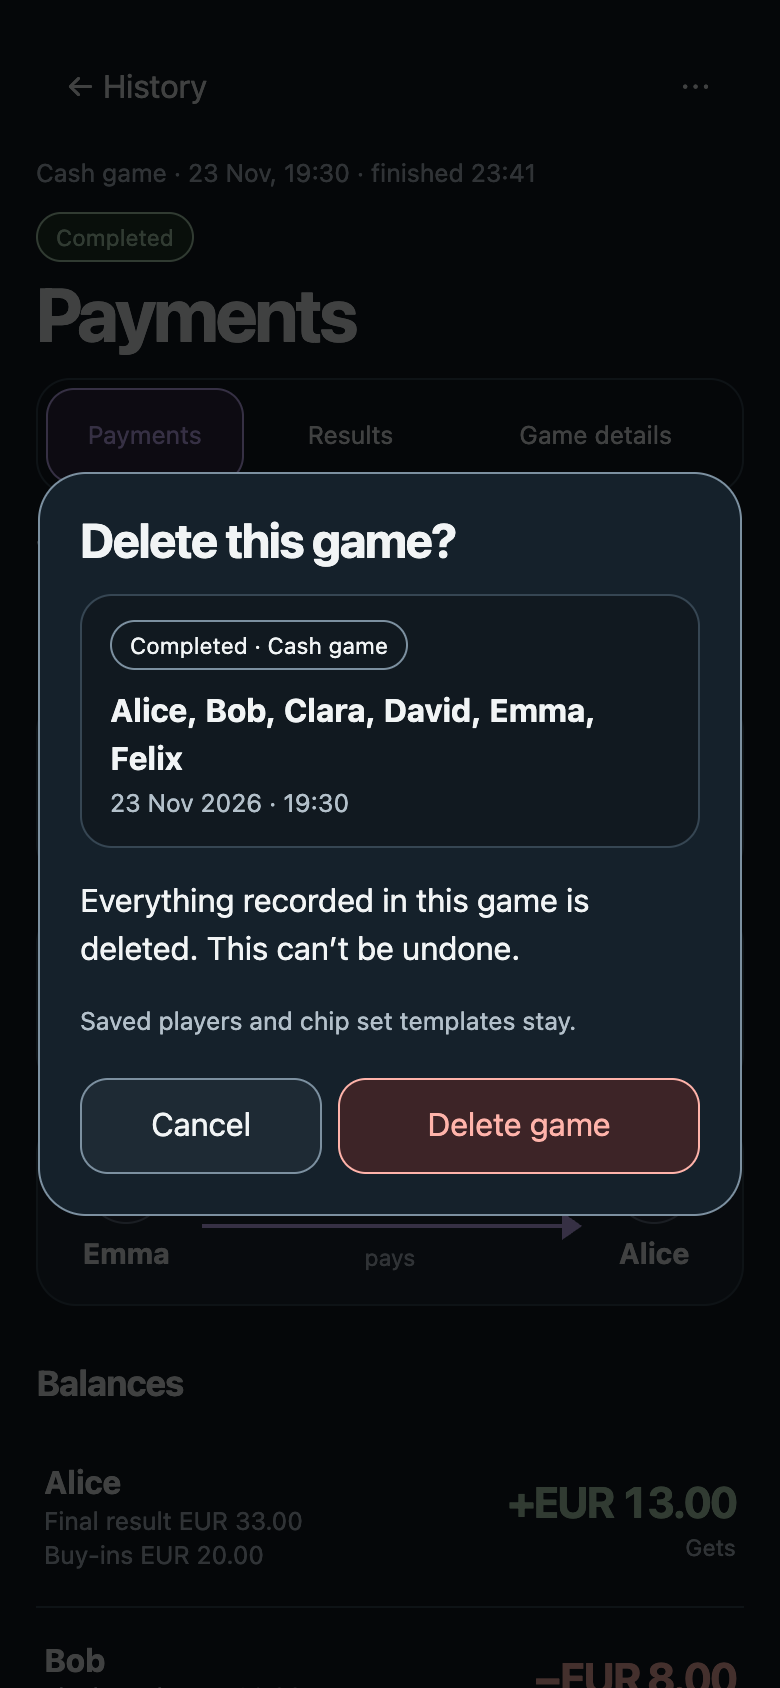 ← History
...
Cash game · 23 Nov, 19:30 · finished 23:41
Completed
Payments
Payments
Results
Game details
Delete this game?
Completed · Cash game
Alice, Bob, Clara, David, Emma,
Felix
23 Nov 2026 · 19:30
Everything recorded in this game is
deleted. This can’t be undone.
Saved players and chip set templates stay.
Cancel
Delete game
Emma
pays
Alice
Balances
Alice
+EUR 13.00
Final result EUR 33.00
Gets
Buy-ins EUR 20.00
Bob
−EUR 8.00